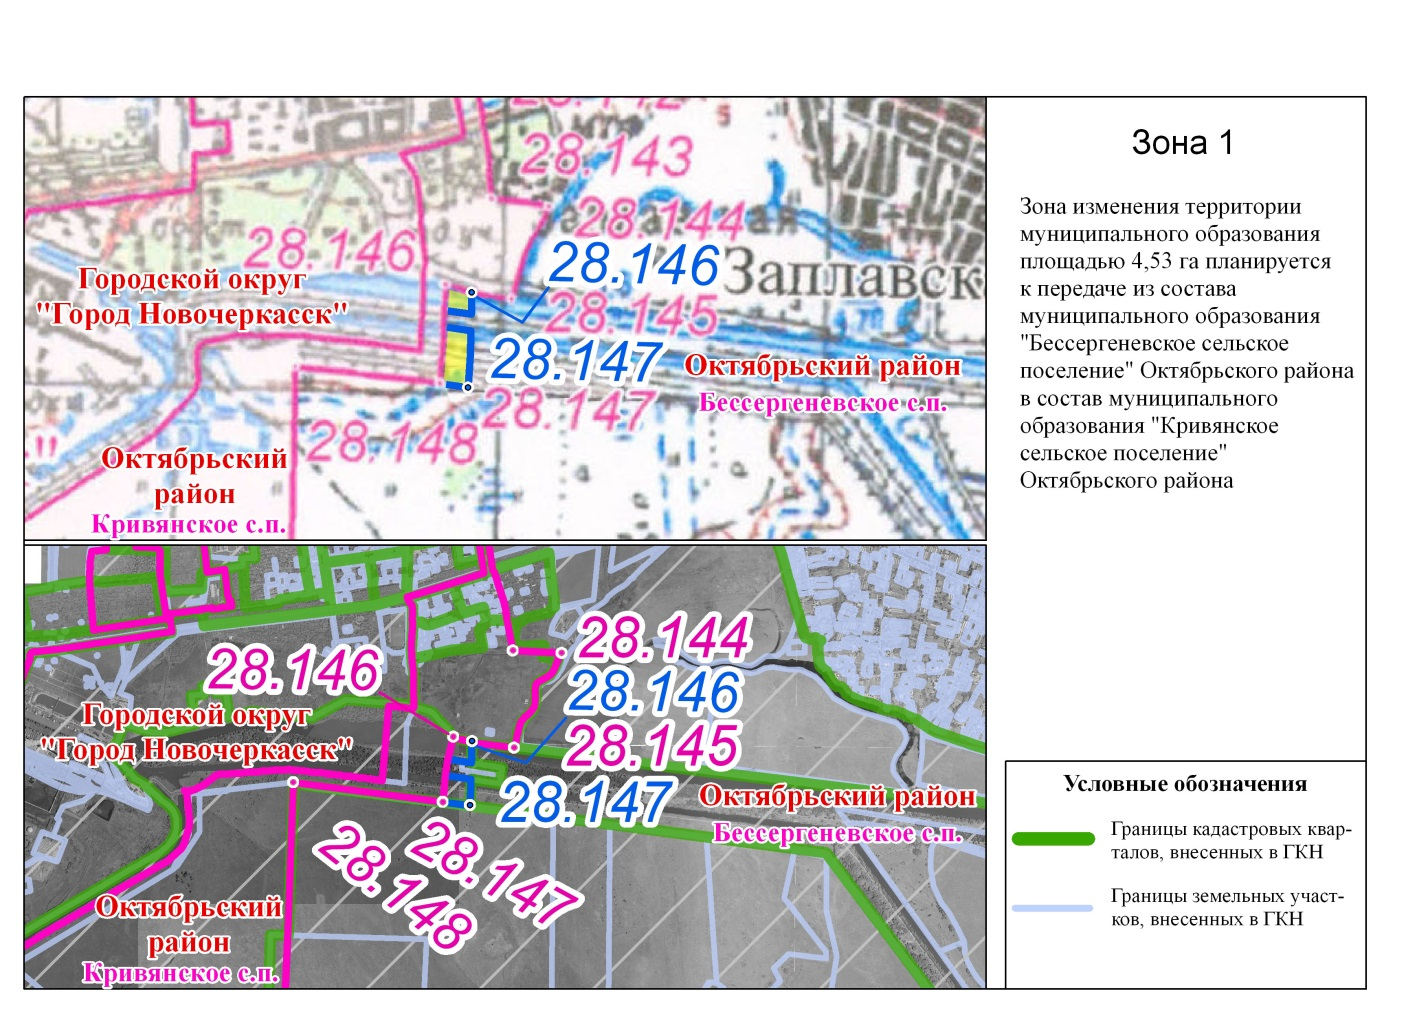 28.143
28.144
28.146
28.146
Заплавск
28.145
Городской округ
"Город Новочеркасск"
28.147
Октябрьский район
Бессергеневское с.п.
28.147
28.148
Октябрьский
район
Кривянское с.п.
28.144
28.146
28.146
Городской округ
"Город Новочеркасск"
28.145
28.147
Октябрьский район
Бессергеневское с.п.
28.147
28.148
Октябрьский
район
Кривянское с.п.
Зона 1
Зона изменения территории
муниципального образования
площадью 4,53 га планируется
к передаче из состава
муниципального образования
"Бессергеневское сельское
поселение" Октябрьского района
в состав муниципального
образования "Кривянское
сельское поселение"
Октябрьского района
Условные обозначения
Границы кадастровых квар-
талов, внесенных в ГКН
Границы земельных участ-
ков, внесенных в ГКН